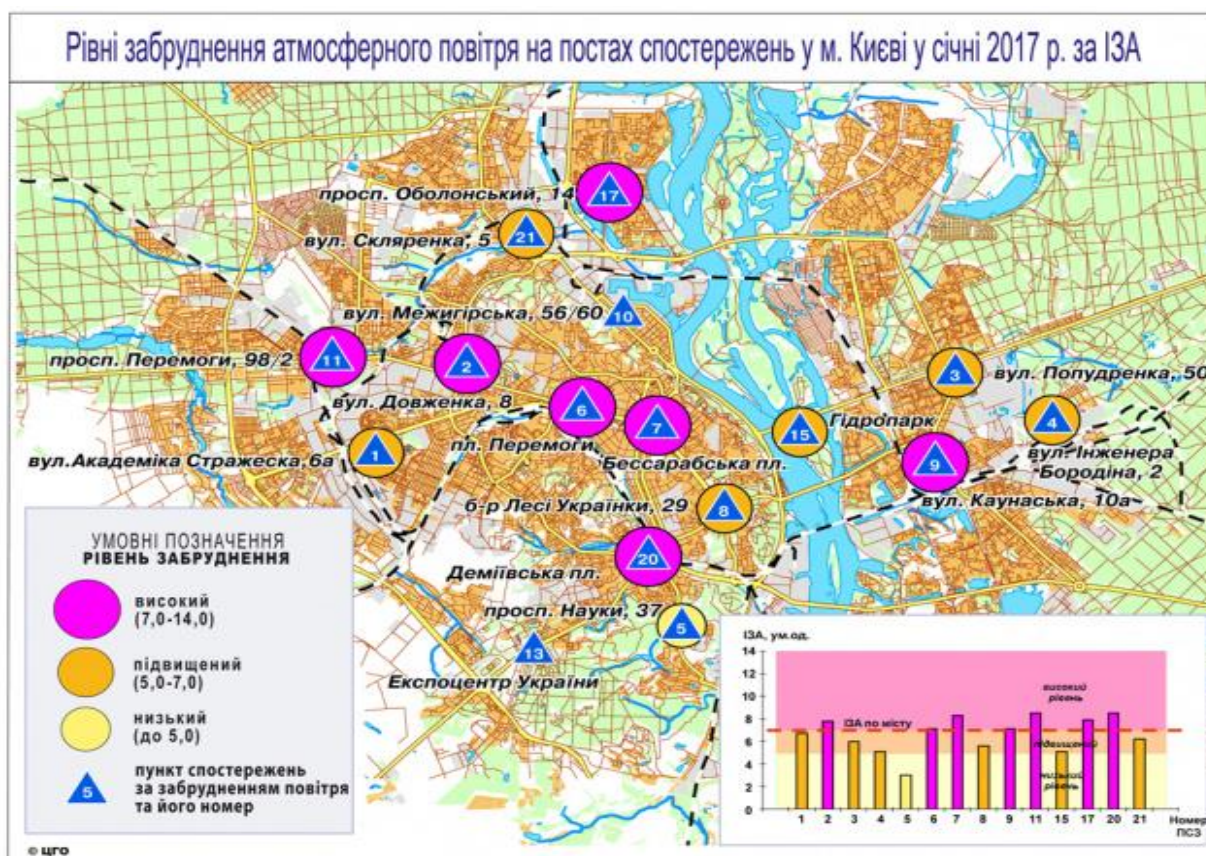 Рівні забруднення атмосферного повітря на постах спостережень у м. Києві у січні 2017 р. за ІЗА
просп. Оболонський, 14
17
вул. Скляренка, 5
21
вул. Межигірська, 56/60
10
просп. Перемоги, 98/2
11
2
3
вул. Попудренка, 50
вул. Довженка, 8
6
7
15
Гідропарк
4
вул.Академіка Стражеска,6а
1
пл. Перемоги
Бессарабська пл.
9
вул. Інженера
Бородіна, 2
вул. Каунаська, 10а
б-р Лесі Українки, 29
8
Деміївська пл.
20
просп. Науки, 37
5
13
Експоцентр України
УМОВНІ ПОЗНАЧЕННЯ
РІВЕНЬ ЗАБРУДНЕННЯ
високий
(7,0-14,0)
підвищений
(5,0-7,0)
низький
(до 5,0)
5
пункт спостережень
за забрудненням повітря
та його номер
ІЗА, ум.од.
14
12
10
8
6
4
2
0
високий
рівень
ІЗА по місту
підвищений
низький
рівень
1 2 3 4 5 6 7 8 9 11 15 17 20 21
Номер
ПСЗ
© ЦГО